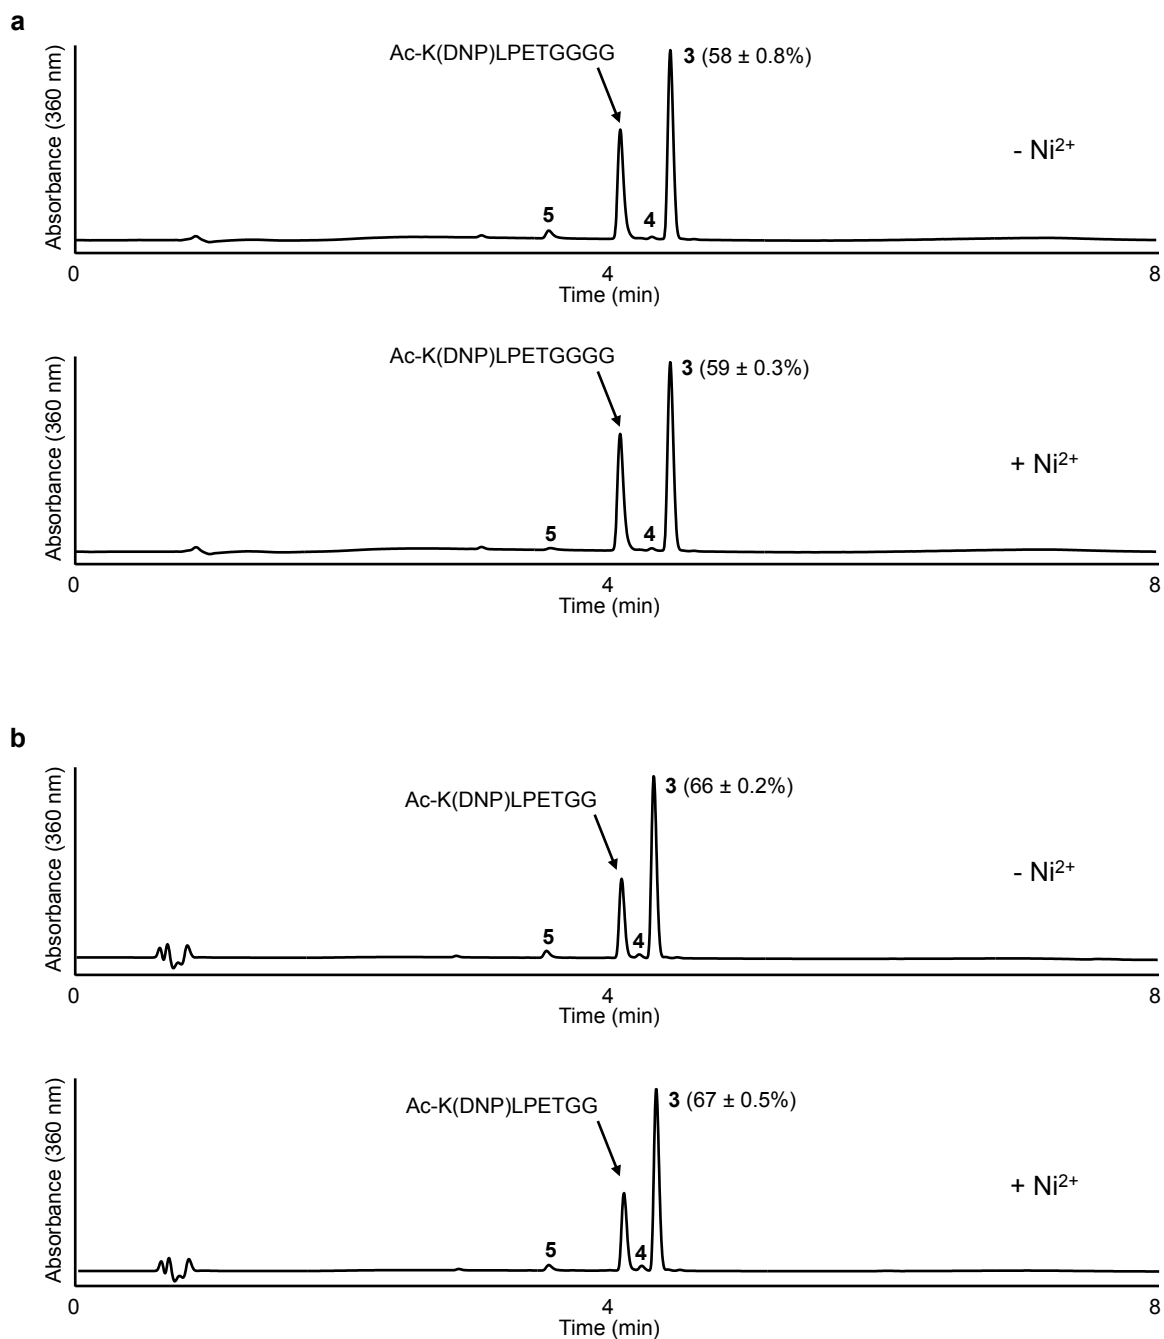 a
Absorbance (360 nm)
Ac-K(DNP)LPETGGGG
3 (58 ± 0.8%)
- Ni²⁺
5
4
0
4
8
Time (min)
Absorbance (360 nm)
Ac-K(DNP)LPETGGGG
3 (59 ± 0.3%)
+ Ni²⁺
5
4
0
4
8
Time (min)
b
Absorbance (360 nm)
Ac-K(DNP)LPETGG
3 (66 ± 0.2%)
- Ni²⁺
5
4
0
4
8
Time (min)
Absorbance (360 nm)
Ac-K(DNP)LPETGG
3 (67 ± 0.5%)
+ Ni²⁺
5
4
0
4
8
Time (min)